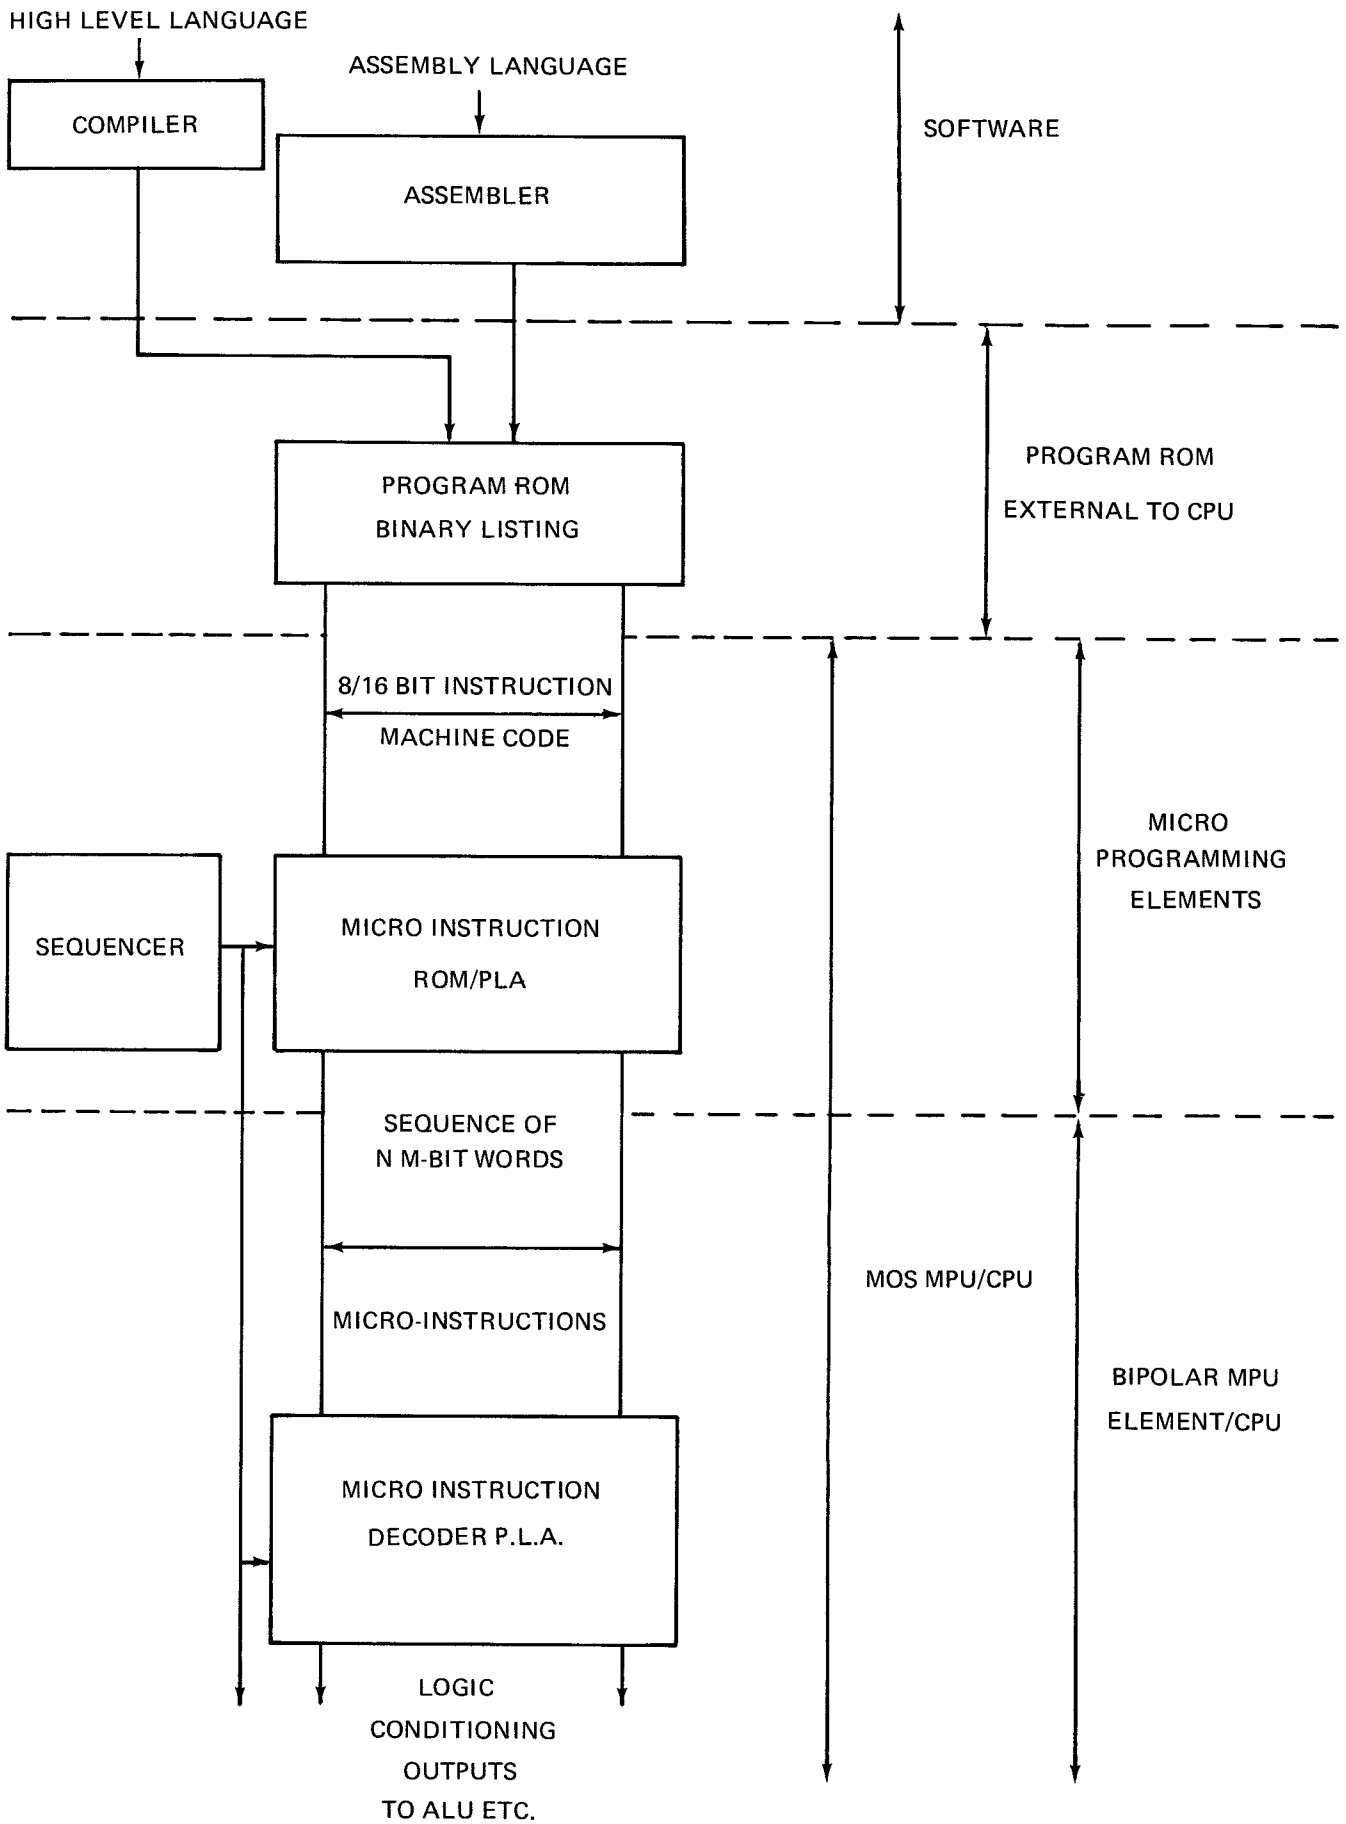 HIGH LEVEL LANGUAGE
ASSEMBLY LANGUAGE
COMPILER
SOFTWARE
ASSEMBLER
PROGRAM ROM
BINARY LISTING
PROGRAM ROM
EXTERNAL TO CPU
8/16 BIT INSTRUCTION
MACHINE CODE
MICRO
PROGRAMMING
ELEMENTS
SEQUENCER
MICRO INSTRUCTION
ROM/PLA
SEQUENCE OF
N M-BIT WORDS
MOS MPU/CPU
MICRO-INSTRUCTIONS
BIPOLAR MPU
ELEMENT/CPU
MICRO INSTRUCTION
DECODER P.L.A.
LOGIC
CONDITIONING
OUTPUTS
TO ALU ETC.